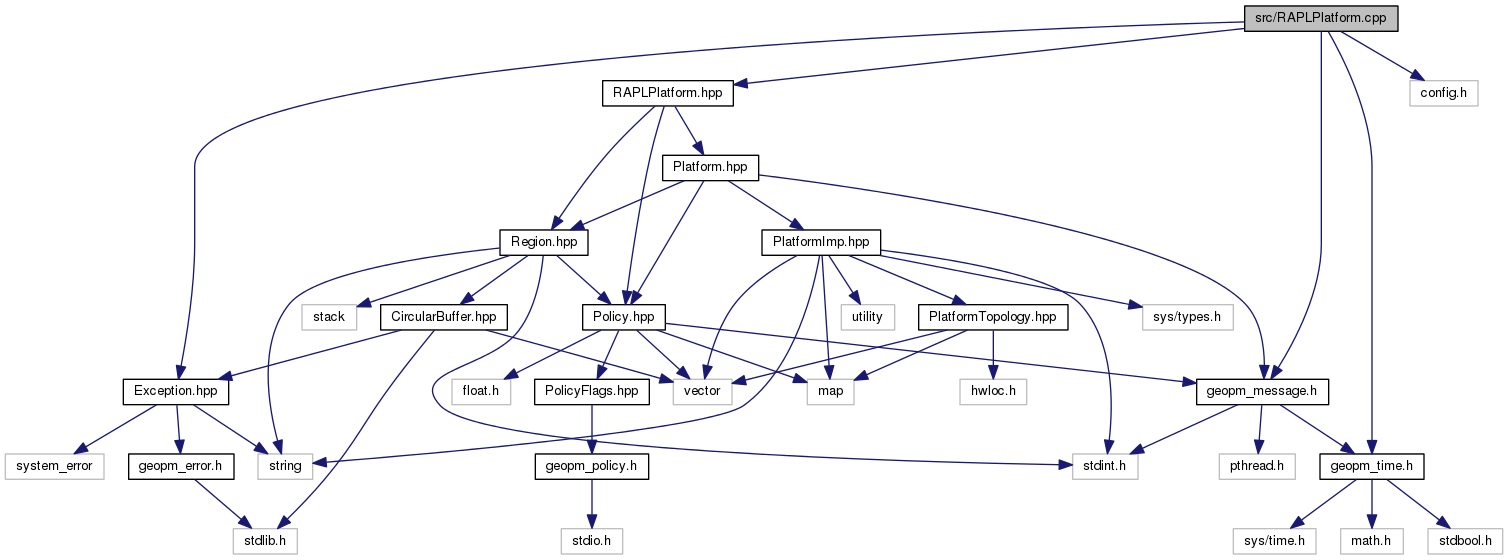 src/RAPLPlatform.cpp
RAPLPlatform.hpp
config.h
Platform.hpp
Region.hpp
PlatformImp.hpp
stack
CircularBuffer.hpp
Policy.hpp
utility
PlatformTopology.hpp
sys/types.h
Exception.hpp
float.h
PolicyFlags.hpp
vector
map
hwloc.h
geopm_message.h
system_error
geopm_error.h
string
geopm_policy.h
stdint.h
pthread.h
geopm_time.h
stdlib.h
stdio.h
sys/time.h
math.h
stdbool.h